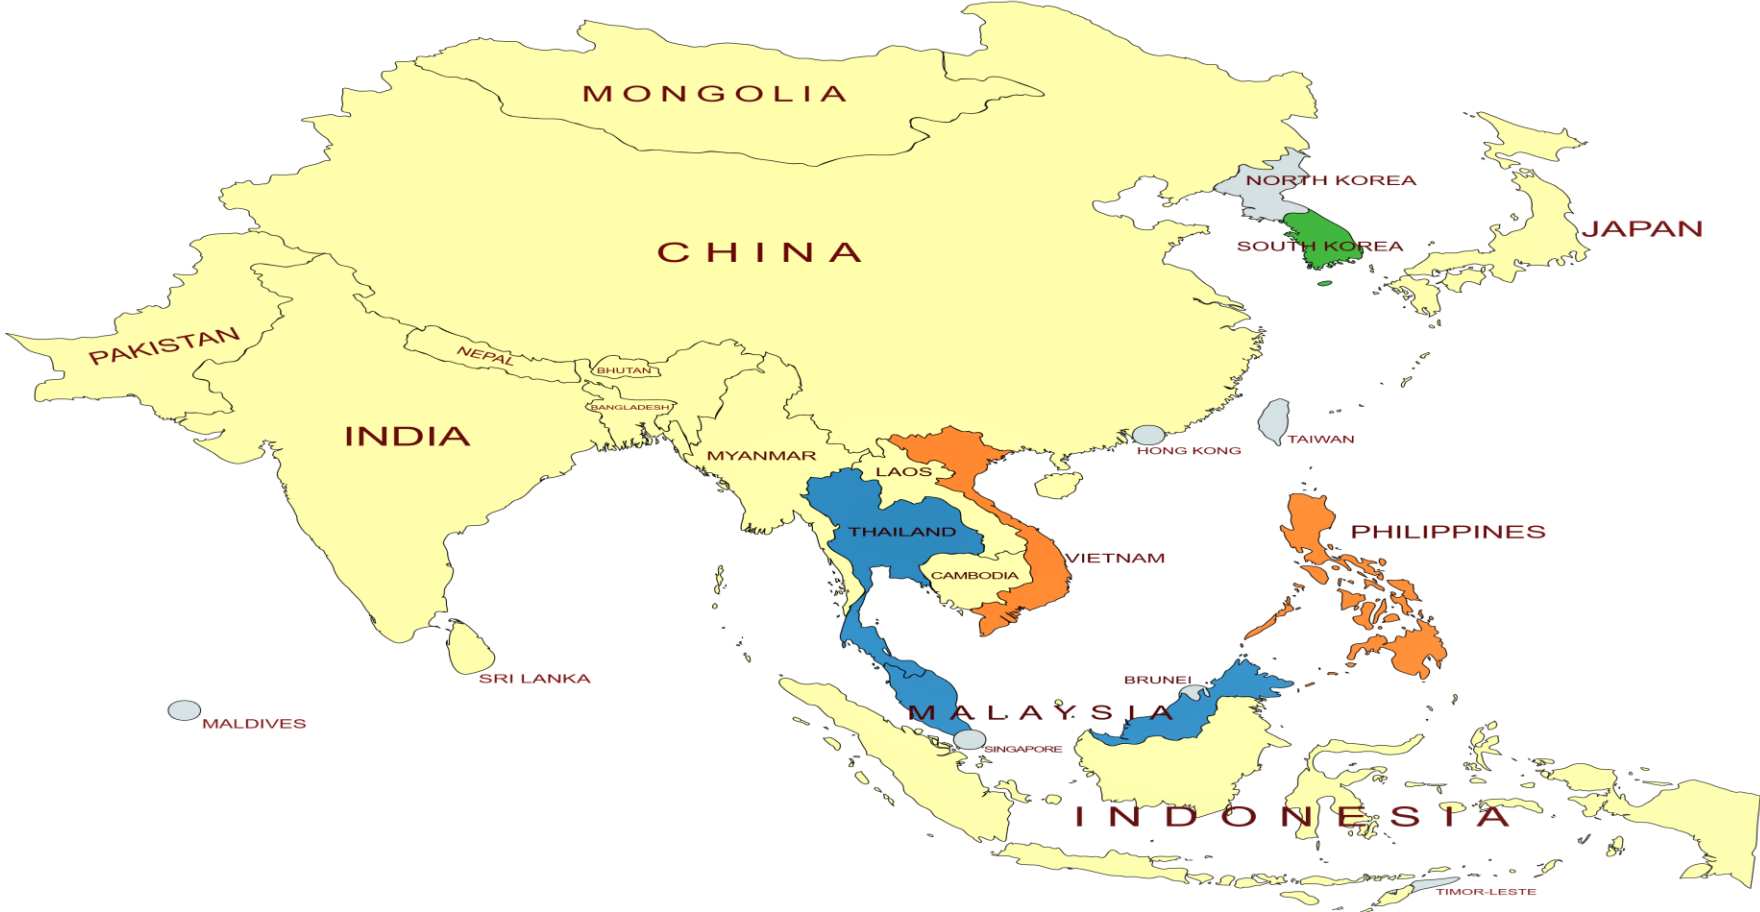 MONGOLIA
NORTH KOREA
JAPAN
SOUTH KOREA
CHINA
PAKISTAN
NEPAL
BHUTAN
BANGLADESH
INDIA
TAIWAN
HONG KONG
MYANMAR
LAOS
THAILAND
PHILIPPINES
VIETNAM
CAMBODIA
SRI LANKA
BRUNEI
MALDIVES
MALAYSIA
SINGAPORE
INDONESIA
TIMOR-LESTE